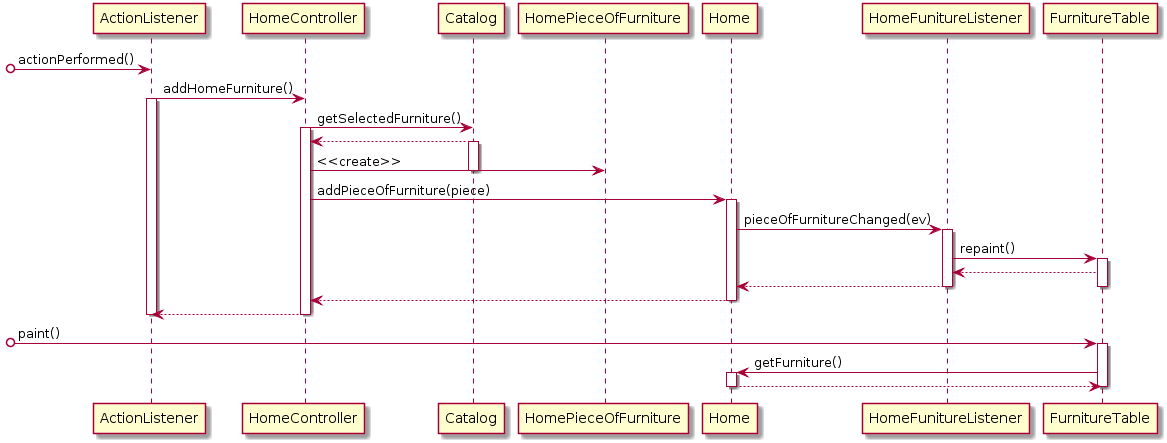 ActionListener HomeController Catalog HomePieceOfFurniture Home HomeFunitureListener FurnitureTable
actionPerformed()
addHomeFurniture()
getSelectedFurniture()
<<create>>
addPieceOfFurniture(piece)
pieceOfFurnitureChanged(ev)
repaint()
paint()
getFurniture()
ActionListener HomeController Catalog HomePieceOfFurniture Home HomeFunitureListener FurnitureTable